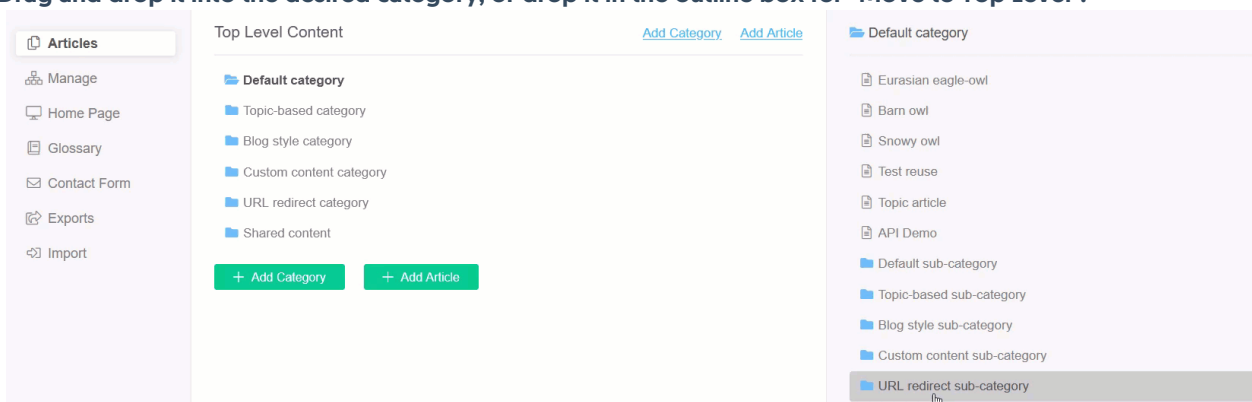 Drag and drop it into the desired category, or drop it in the outline box for "Move to Top Level".
Articles
Manage
Home Page
Glossary
Contact Form
Exports
Import
Top Level Content
Add Category
Add Article
Default category
Topic-based category
Blog style category
Custom content category
URL redirect category
Shared content
+ Add Category
+ Add Article
Default category
Eurasian eagle-owl
Barn owl
Snowy owl
Test reuse
Topic article
API Demo
Default sub-category
Topic-based sub-category
Blog style sub-category
Custom content sub-category
URL redirect sub-category